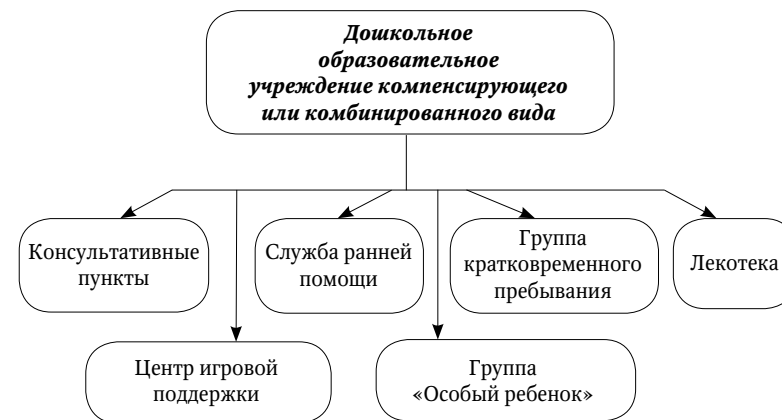 Дошкольное
образовательное
учреждение компенсирующего
или комбинированного вида
Консультативные
пункты
Служба ранней
помощи
Группа
кратковременного
пребывания
Лекотека
Центр игровой
поддержки
Группа
«Особый ребенок»